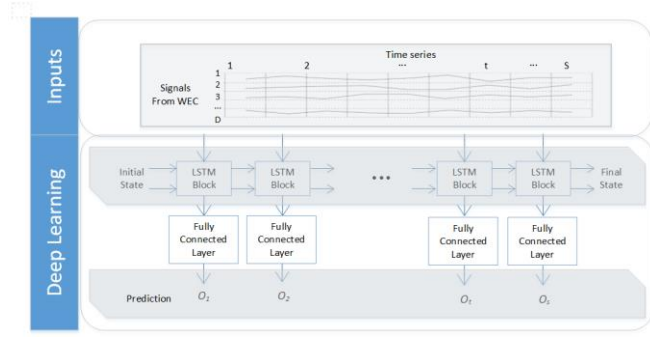 Inputs
Time series
1 2 ... t ... S
Signals
From WEC
1
2
3
...
D
Deep Learning
Initial
State
LSTM
Block
LSTM
Block
...
LSTM
Block
LSTM
Block
Final
State
Fully
Connected
Layer
Fully
Connected
Layer
Fully
Connected
Layer
Fully
Connected
Layer
Prediction O₁ O₂ Oₜ Oₛ